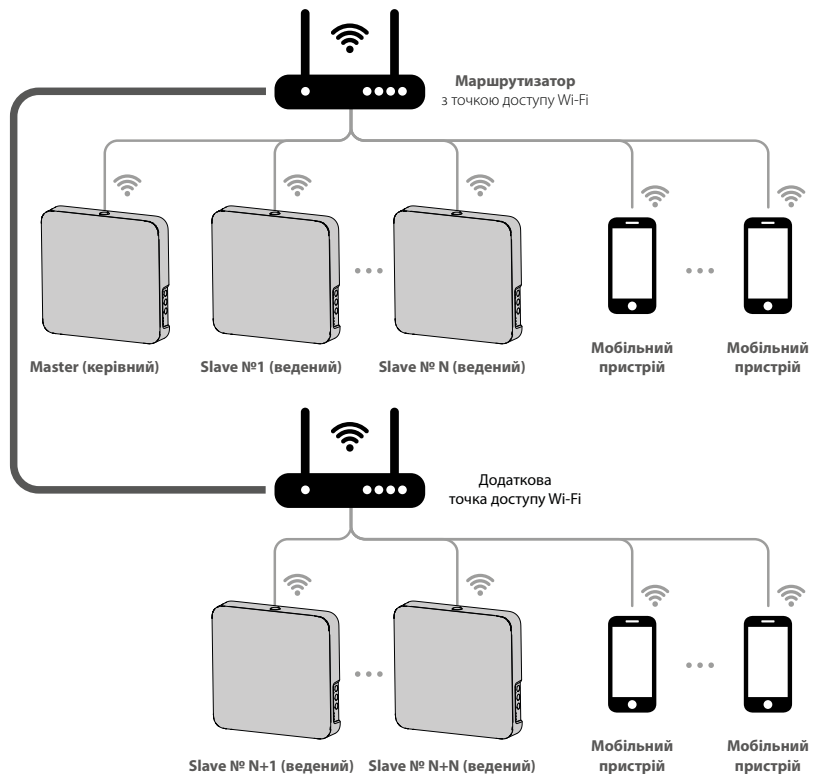 Маршрутизатор
з точкою доступу Wi-Fi
Master (керівний)
Slave №1 (ведений)
Slave № N (ведений)
Мобільний
пристрій
Мобільний
пристрій
Додаткова
точка доступу Wi-Fi
Slave № N+1 (ведений)
Slave № N+N (ведений)
Мобільний
пристрій
Мобільний
пристрій